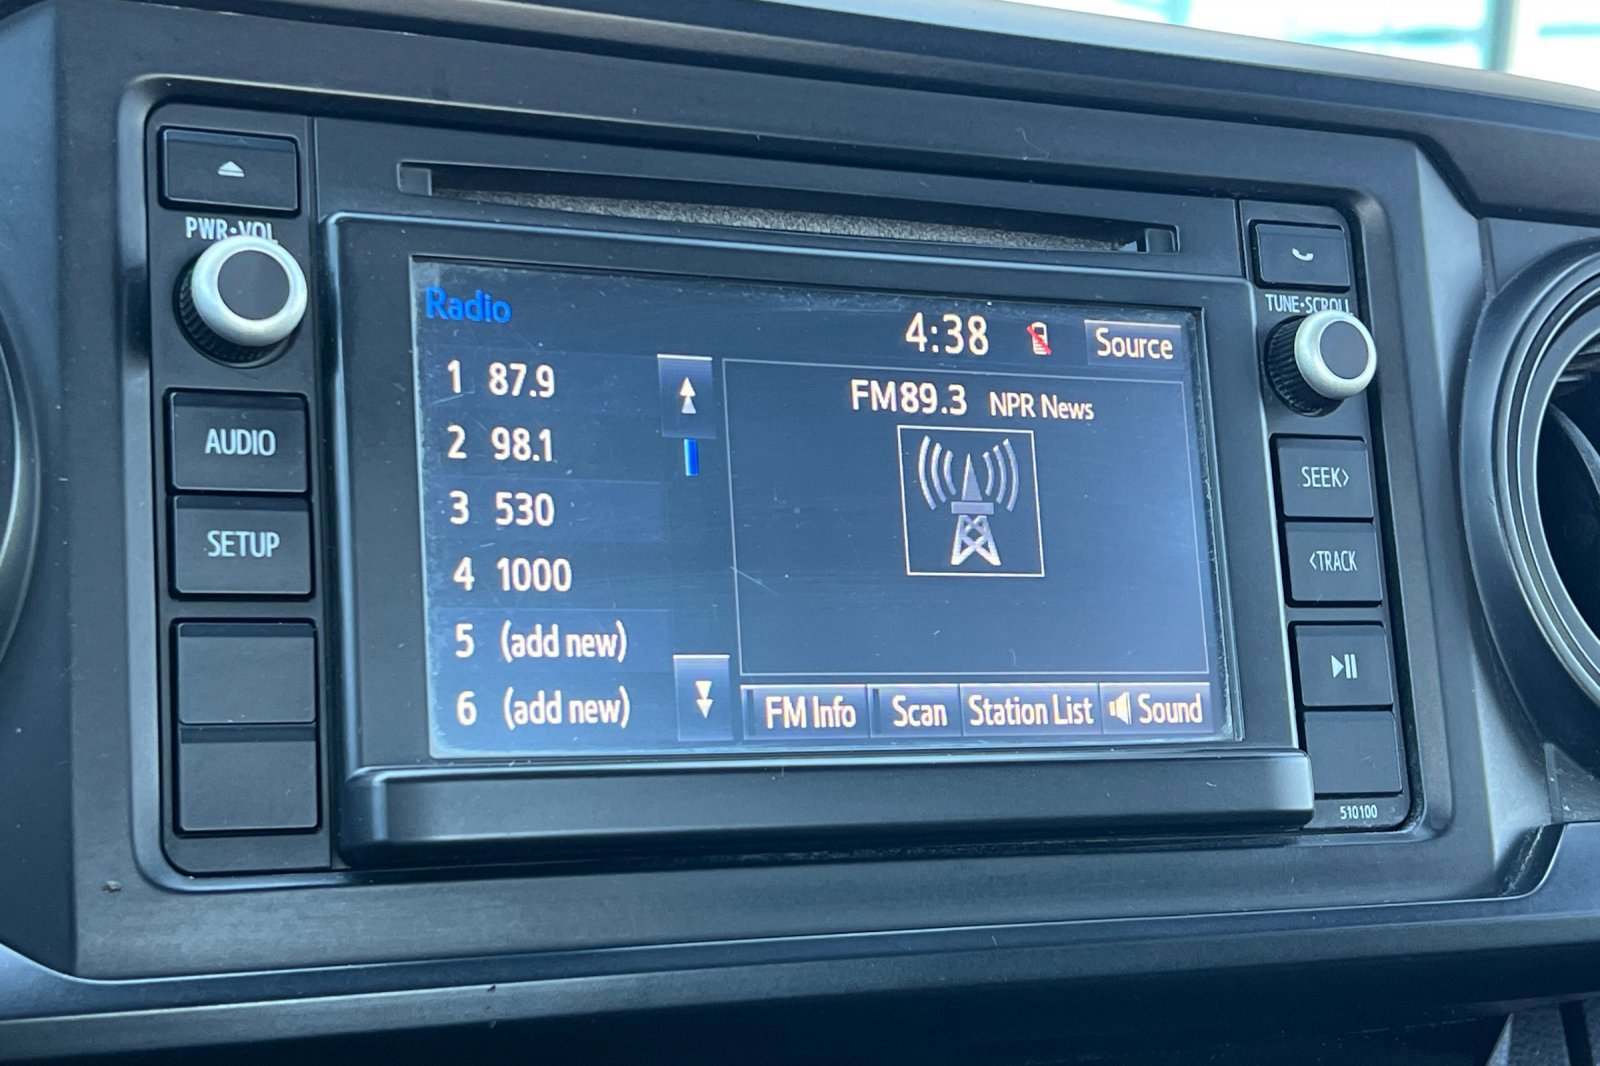 PWR·VOL
AUDIO
SETUP
Radio
4:38
Source
1 87.9
2 98.1
3 530
4 1000
5 (add new)
6 (add new)
FM89.3 NPR News
FM Info
Scan
Station List
Sound
TUNE·SCROLL
SEEK>
<TRACK
510100